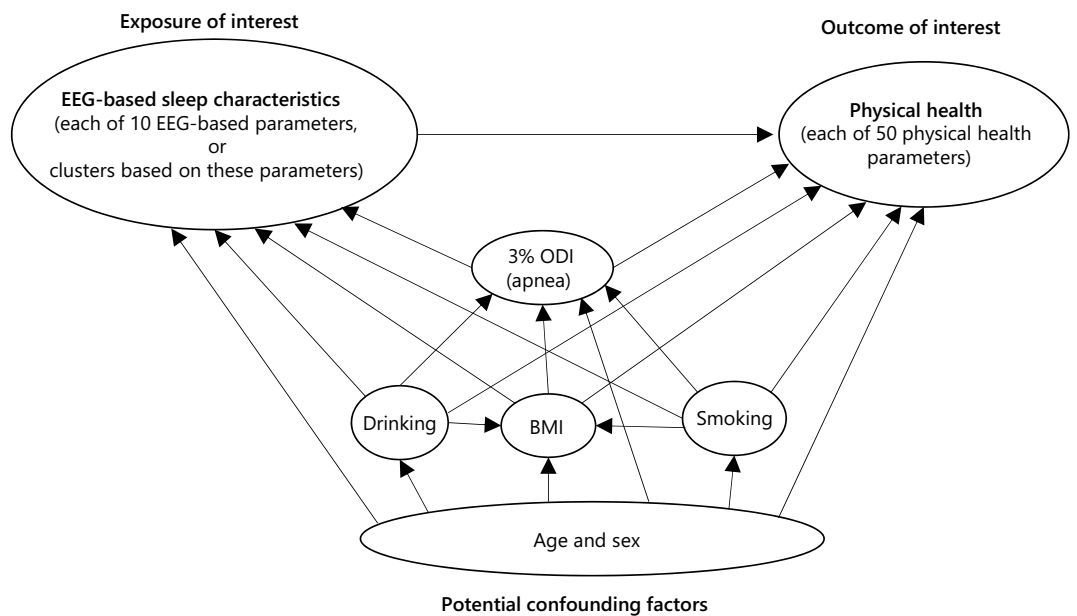 Exposure of interest
Outcome of interest
EEG-based sleep characteristics
(each of 10 EEG-based parameters,
or
clusters based on these parameters)
Physical health
(each of 50 physical health
parameters)
3% ODI
(apnea)
Drinking
BMI
Smoking
Age and sex
Potential confounding factors